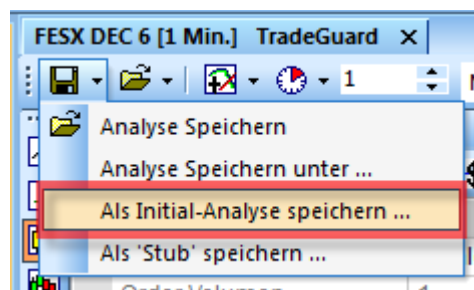 FESX DEC 6 [1 Min.] TradeGuard
1
Analyse Speichern
Analyse Speichern unter ...
Als Initial-Analyse speichern ...
Als 'Stub' speichern ...